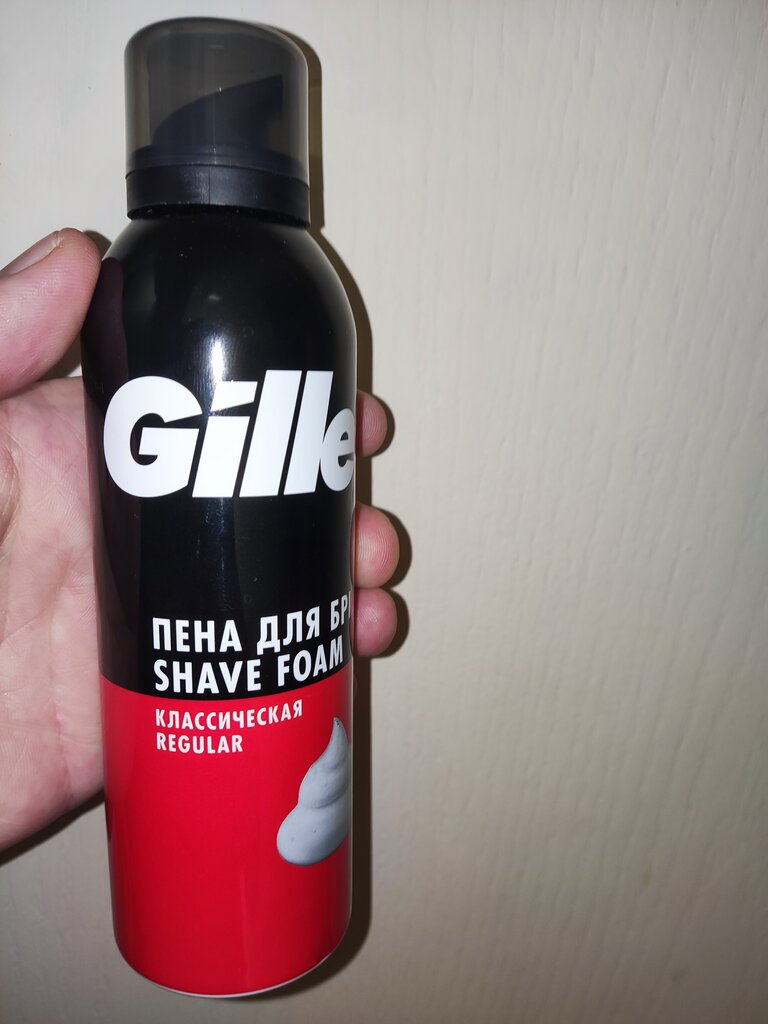 Gille
ПЕНА ДЛЯ БР
SHAVE FOAM
КЛАССИЧЕСКАЯ
REGULAR